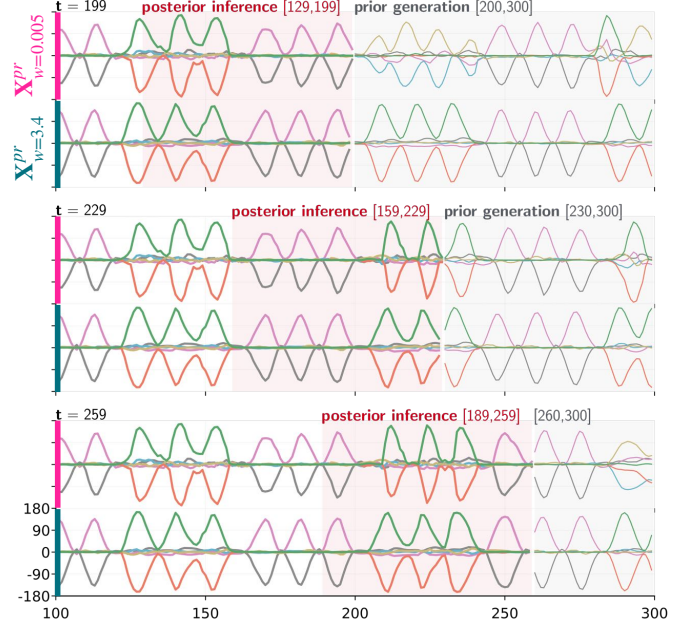 t = 199 posterior inference [129,199] prior generation [200,300]
X^{pr}_{w=0.005}
X^{pr}_{w=3.4}
t = 229 posterior inference [159,229] prior generation [230,300]
t = 259 posterior inference [189,259] [260,300]
180
90
0
-90
-180
100 150 200 250 300